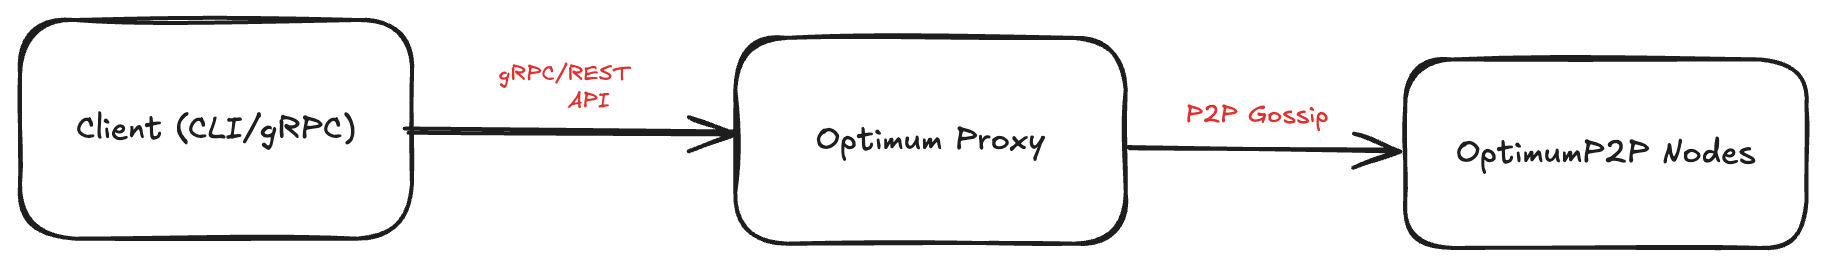 Client (CLI/gRPC)
gRPC/REST
API
Optimum Proxy
P2P Gossip
OptimumP2P Nodes